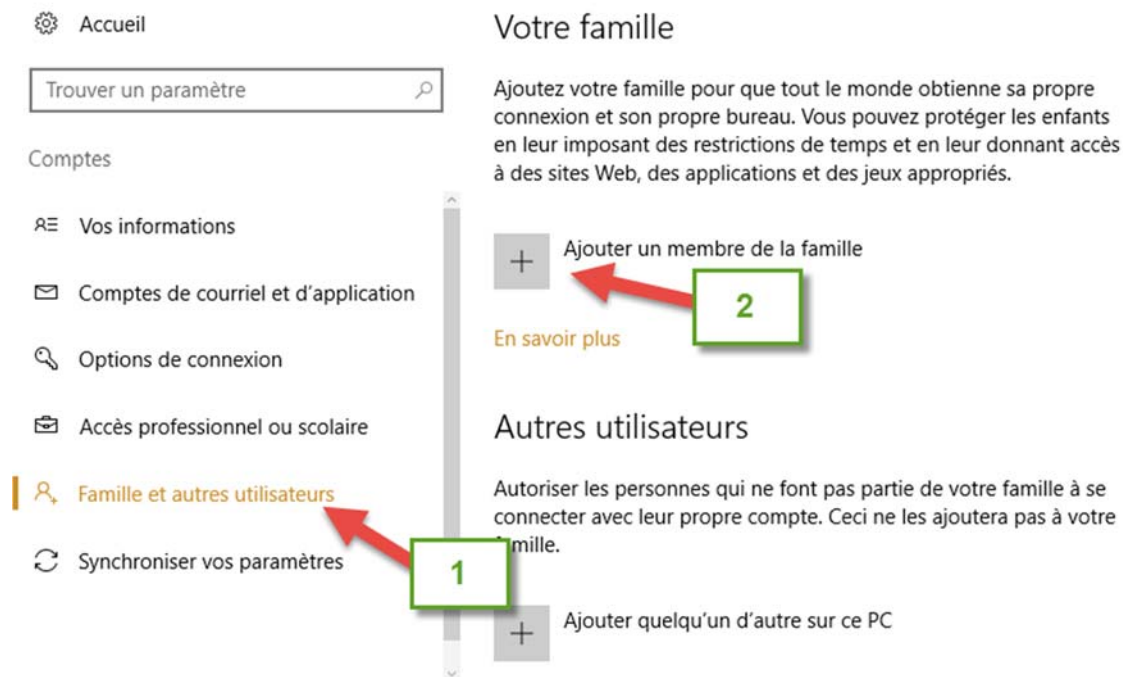 Accueil
Trouver un paramètre
Comptes
Vos informations
Comptes de courriel et d'application
Options de connexion
Accès professionnel ou scolaire
Famille et autres utilisateurs
Synchroniser vos paramètres
1
Votre famille
Ajoutez votre famille pour que tout le monde obtienne sa propre
connexion et son propre bureau. Vous pouvez protéger les enfants
en leur imposant des restrictions de temps et en leur donnant accès
à des sites Web, des applications et des jeux appropriés.
Ajouter un membre de la famille
2
En savoir plus
Autres utilisateurs
Autoriser les personnes qui ne font pas partie de votre famille à se
connecter avec leur propre compte. Ceci ne les ajoutera pas à votre
famille.
Ajouter quelqu'un d'autre sur ce PC